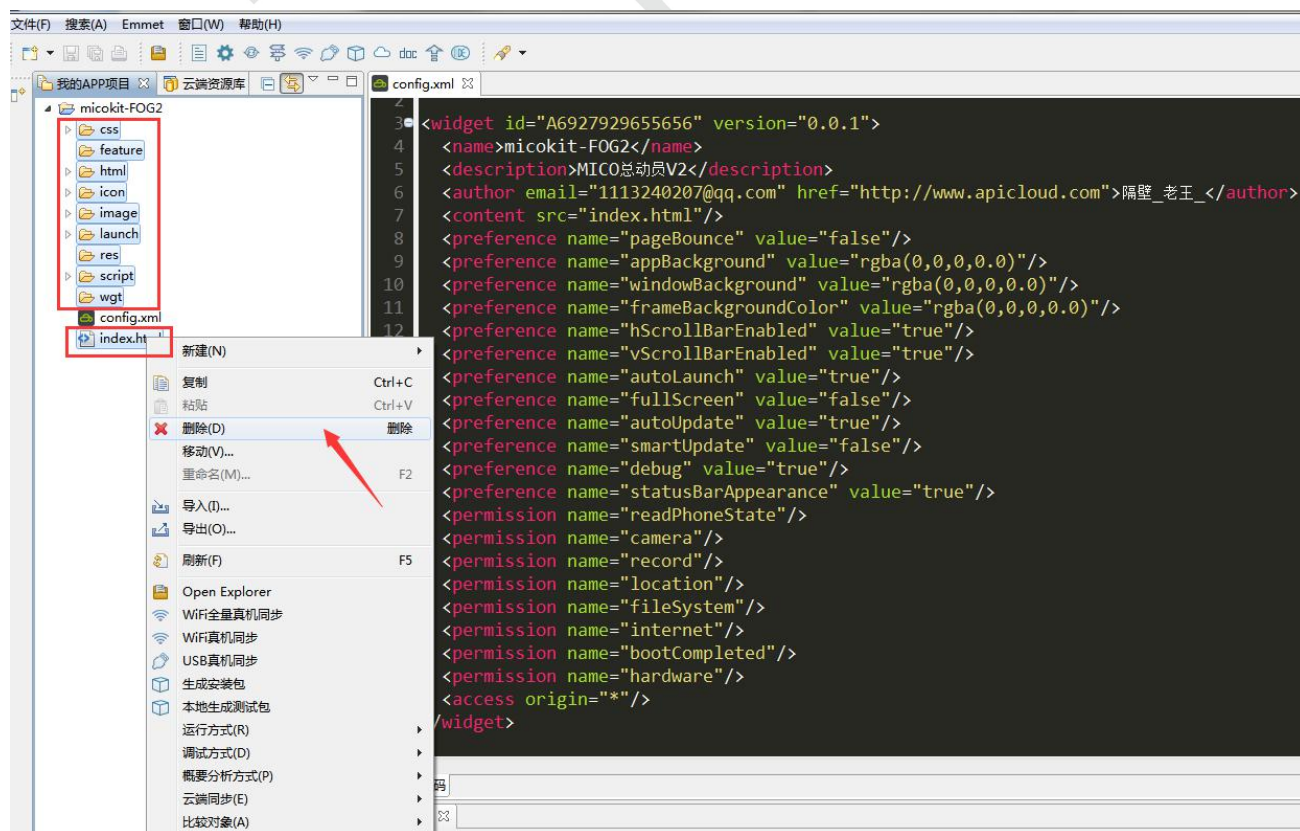 文件(F) 搜索(A) Emmet 窗口(W) 帮助(H)
doc
我的APP项目 云端资源库
config.xml
micokit-FOG2
css
feature
html
icon
image
launch
res
script
wgt
config.xml
index.ht
新建(N)
复制 Ctrl+C
粘贴 Ctrl+V
删除(D) 删除
移动(V)...
重命名(M)... F2
导入(I)...
导出(O)...
刷新(F) F5
Open Explorer
WiFi全量真机同步
WiFi真机同步
USB真机同步
生成安装包
本地生成测试包
运行方式(R)
调试方式(D)
概要分析方式(P)
云端同步(E)
比较对象(A)
2
3 <widget id="A6927929655656" version="0.0.1">
4 <name>micokit-FOG2</name>
5 <description>MICO总动员V2</description>
6 <author email="1113240207@qq.com" href="http://www.apicloud.com">隔壁_老王_</author>
7 <content src="index.html"/>
8 <preference name="pageBounce" value="false"/>
9 <preference name="appBackground" value="rgba(0,0,0,0.0)"/>
10 <preference name="windowBackground" value="rgba(0,0,0,0.0)"/>
11 <preference name="frameBackgroundColor" value="rgba(0,0,0,0.0)"/>
12 <preference name="hScrollBarEnabled" value="true"/>
<preference name="vScrollBarEnabled" value="true"/>
<preference name="autoLaunch" value="true"/>
<preference name="fullScreen" value="false"/>
<preference name="autoUpdate" value="true"/>
<preference name="smartUpdate" value="false"/>
<preference name="debug" value="true"/>
<preference name="statusBarAppearance" value="true"/>
<permission name="readPhoneState"/>
<permission name="camera"/>
<permission name="record"/>
<permission name="location"/>
<permission name="fileSystem"/>
<permission name="internet"/>
<permission name="bootCompleted"/>
<permission name="hardware"/>
<access origin="*"/>
/widget>
码